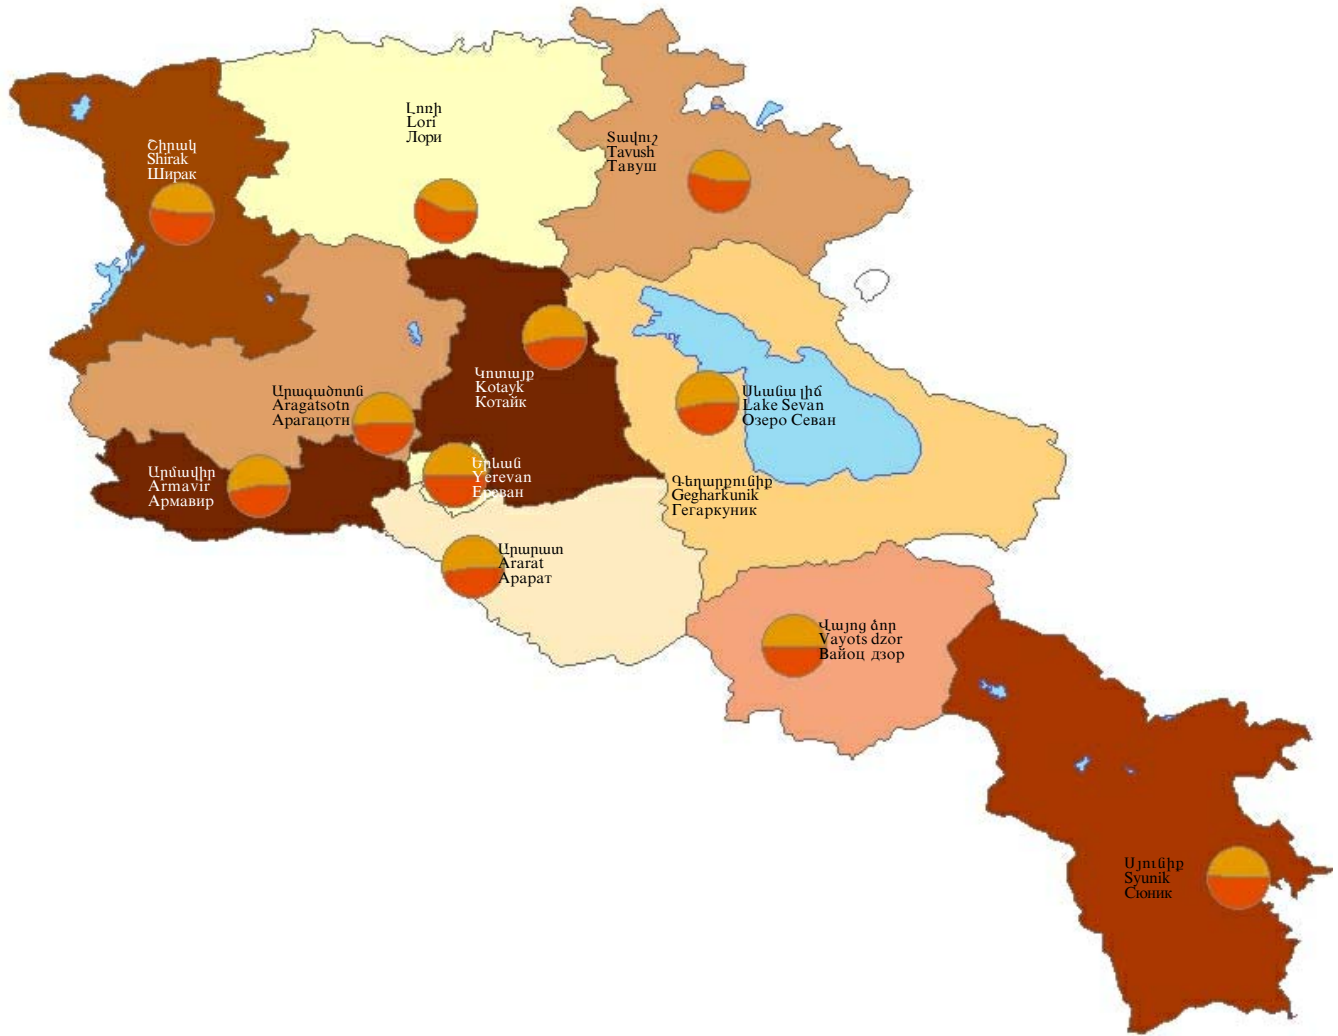 Լոռի
Lori
Лори
Տավուշ
Tavush
Тавуш
Շիրակ
Shirak
Ширак
Կոտայք
Kotayk
Котайк
Արագածոտն
Aragatsotn
Арагацотн
Սևանա լիճ
Lake Sevan
Озеро Севан
Արմավիր
Armavir
Армавир
Երևան
Yerevan
Ереван
Գեղարքունիք
Gegharkunik
Гегаркуник
Արարատ
Ararat
Арарат
Վայոց ձոր
Vayots dzor
Вайоц дзор
Սյունիք
Syunik
Сюник